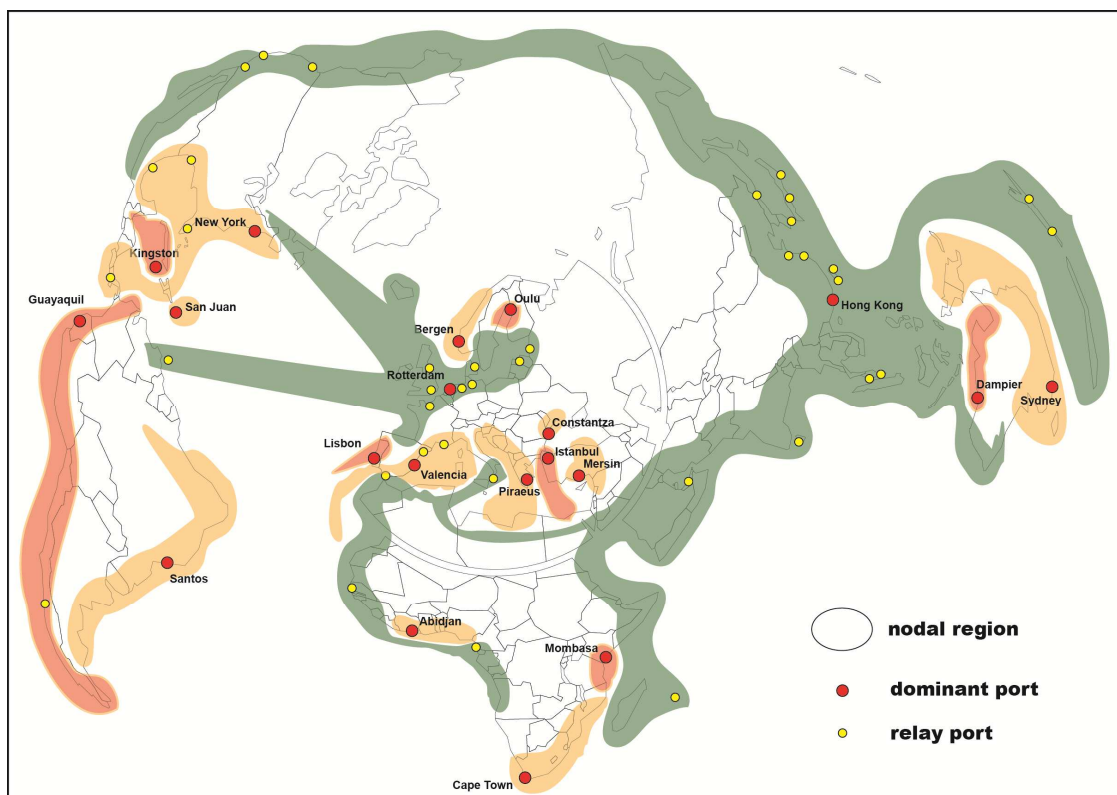 New York
Kingston
Guayaquil
San Juan
Oulu
Bergen
Hong Kong
Rotterdam
Dampier
Sydney
Constantza
Lisbon
Istanbul
Mersin
Valencia
Piraeus
Santos
Abidjan
Mombasa
Cape Town
nodal region
dominant port
relay port